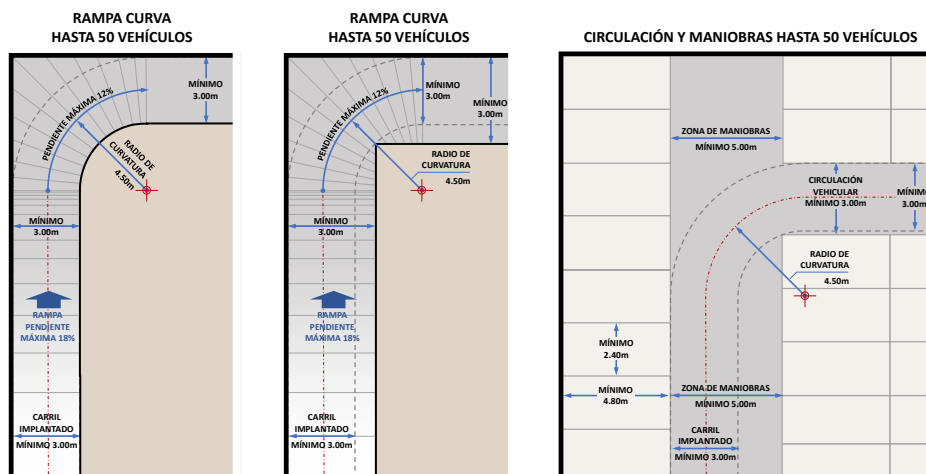 RAMPA CURVA
HASTA 50 VEHÍCULOS
MÍNIMO
3.00m
PENDIENTE MÁXIMA 12%
RADIO DE
CURVATURA
4.50m
MÍNIMO
3.00m
RAMPA
PENDIENTE
MÁXIMA 18%
CARRIL
IMPLANTADO
MÍNIMO 3.00m
RAMPA CURVA
HASTA 50 VEHÍCULOS
MÍNIMO
3.00m
MÍNIMO
3.00m
PENDIENTE MÁXIMA 12%
RADIO DE
CURVATURA
4.50m
MÍNIMO
3.00m
RAMPA
PENDIENTE
MÁXIMA 18%
CARRIL
IMPLANTADO
MÍNIMO 3.00m
CIRCULACIÓN Y MANIOBRAS HASTA 50 VEHÍCULOS
ZONA DE MANIOBRAS
MÍNIMO 5.00m
CIRCULACIÓN
VEHICULAR
MÍNIMO 3.00m
MÍNIMO
3.00m
RADIO DE
CURVATURA
4.50m
MÍNIMO
2.40m
MÍNIMO
4.80m
ZONA DE MANIOBRAS
MÍNIMO 5.00m
CARRIL
IMPLANTADO
MÍNIMO 3.00m